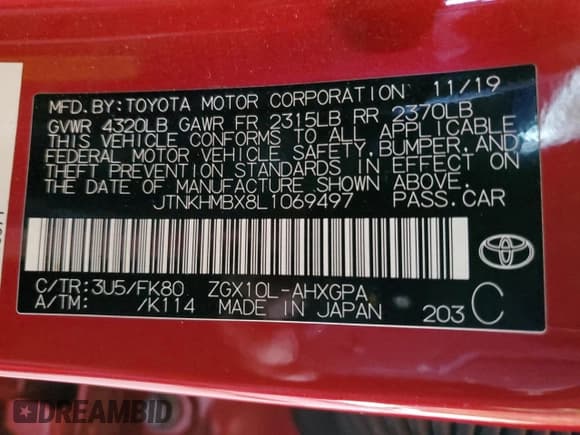 MFD.BY:TOYOTA MOTOR CORPORATION 11/19
GVWR 4320LB GAWR FR 2315LB RR 2370LB
THIS VEHICLE CONFORMS TO ALL APPLICABLE
FEDERAL MOTOR VEHICLE SAFETY,BUMPER,AND
THEFT PREVENTION STANDARDS IN EFFECT ON
THE DATE OF MANUFACTURE SHOWN ABOVE.
JTNKHMBX8L1069497 PASS.CAR
C/TR:3U5/FK80 ZGX10L-AHXGPA
A/TM: /K114 MADE IN JAPAN 203 C
DREAMBID